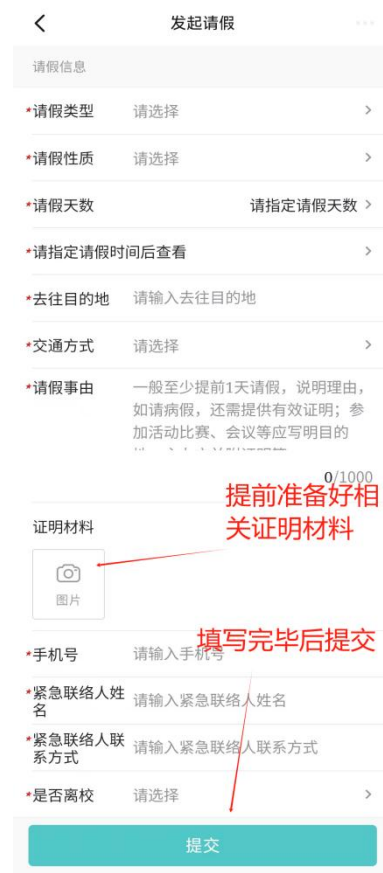 发起请假
请假信息
*请假类型 请选择
*请假性质 请选择
*请假天数 请指定请假天数
*请指定请假时间后查看
*去往目的地 请输入去往目的地
*交通方式 请选择
*请假事由 一般至少提前1天请假，说明理由，
如请病假，还需提供有效证明；参
加活动比赛、会议等应写明目的
0/1000
提前准备好相
关证明材料
证明材料
图片
填写完毕后提交
*手机号 请输入手机号
*紧急联络人姓
名 请输入紧急联络人姓名
*紧急联络人联
系方式 请输入紧急联络人联系方式
*是否离校 请选择
提交